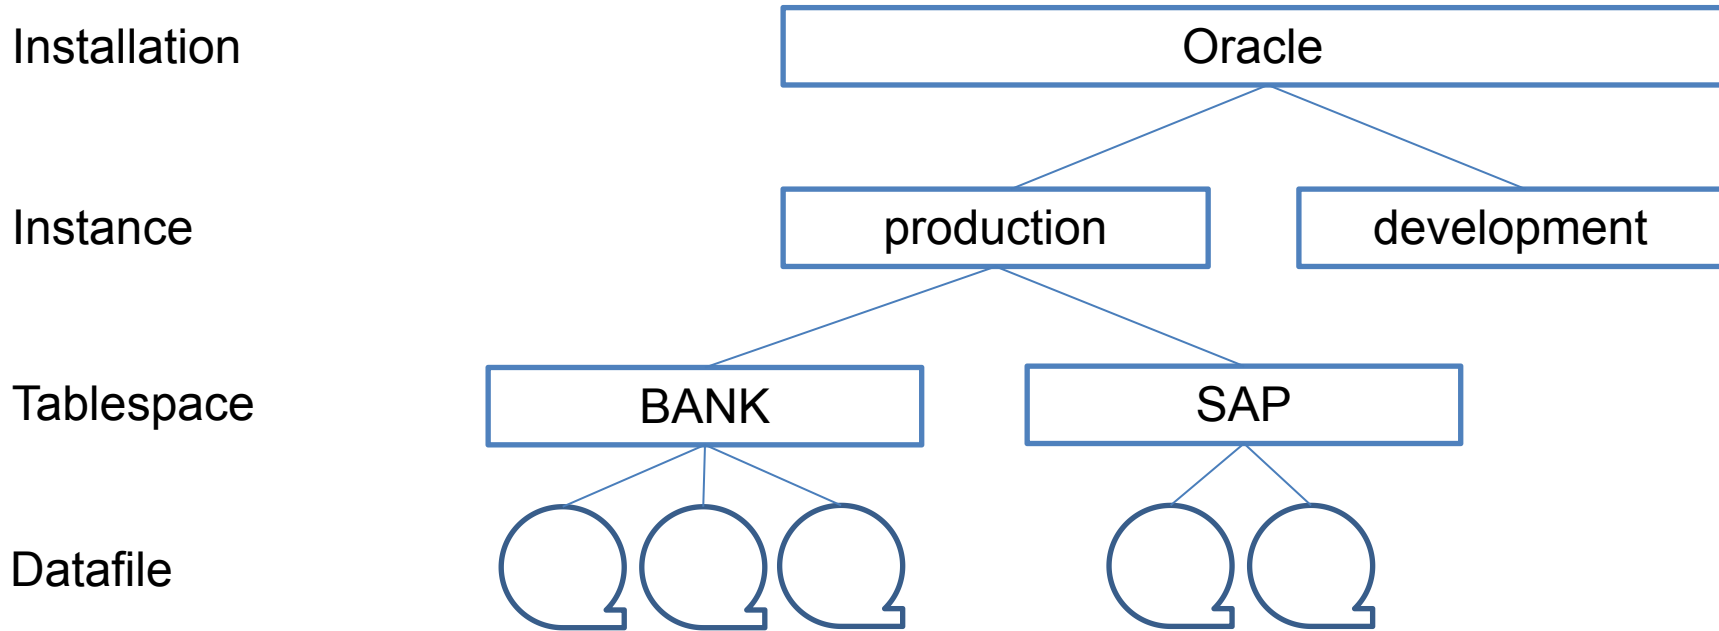 Installation
Oracle
Instance
production
development
Tablespace
BANK
SAP
Datafile